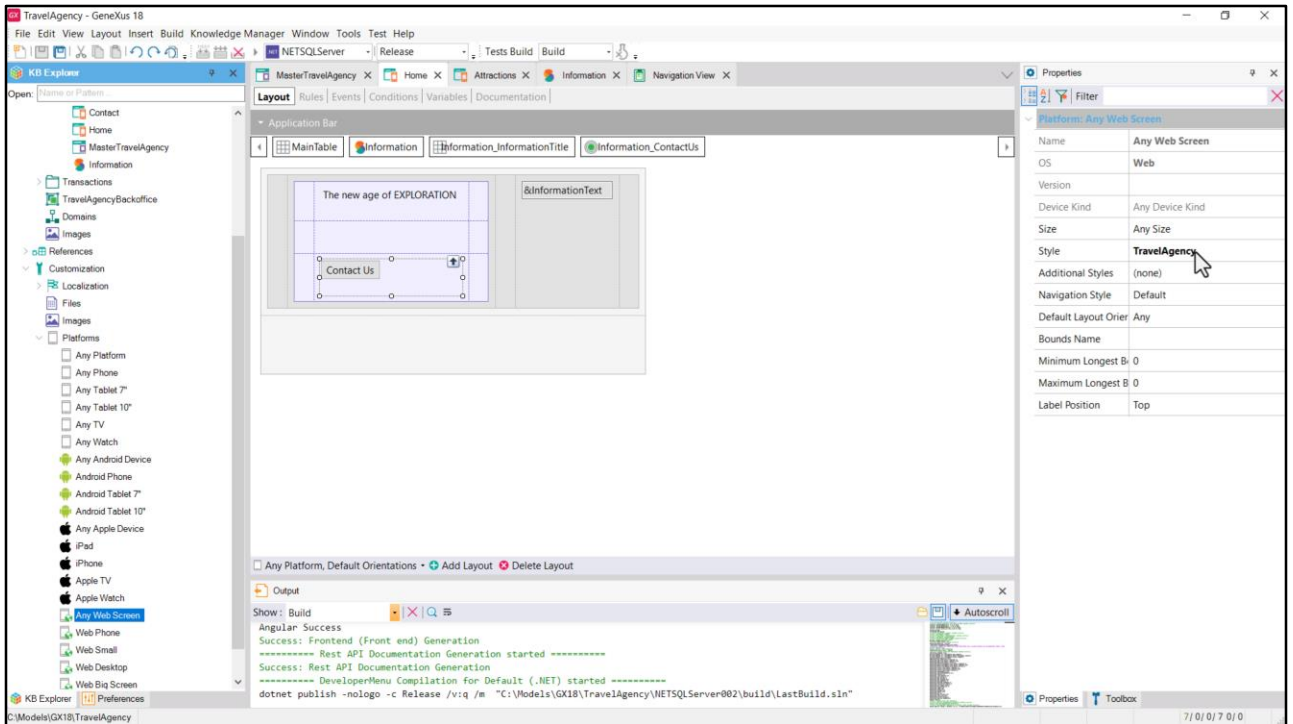 TravelAgency - GeneXus 18
File Edit View Layout Insert Build Knowledge Manager Window Tools Test Help
NETSQLServer Release Tests Build Build
KB Explorer
Open: Name or Pattern...
Contact
Home
MasterTravelAgency
Information
Transactions
TravelAgencyBackoffice
Domains
Images
References
Customization
Localization
Files
Images
Platforms
Any Platform
Any Phone
Any Tablet 7"
Any Tablet 10"
Any TV
Any Watch
Any Android Device
Android Phone
Android Tablet 7"
Android Tablet 10"
Any Apple Device
iPad
iPhone
Apple TV
Apple Watch
Any Web Screen
Web Phone
Web Small
Web Desktop
Web Big Screen
KB Explorer Preferences
MasterTravelAgency Home Attractions Information Navigation View
Layout Rules Events Conditions Variables Documentation
Application Bar
MainTable Information Information_InformationTitle Information_ContactUs
The new age of EXPLORATION
&InformationText
Contact Us
Any Platform, Default Orientations Add Layout Delete Layout
Output
Show: Build Autoscroll
Angular Success
Success: Frontend (Front end) Generation
========== Rest API Documentation Generation started ==========
Success: Rest API Documentation Generation
========== DeveloperMenu Compilation for Default (.NET) started ==========
dotnet publish -nologo -c Release /v:q /m "C:\Models\GX18\TravelAgency\NETSQLServer002\build\LastBuild.sln"
Properties
Filter
Platform: Any Web Screen
Name Any Web Screen
OS Web
Version
Device Kind Any Device Kind
Size Any Size
Style TravelAgency
Additional Styles (none)
Navigation Style Default
Default Layout Orier Any
Bounds Name
Minimum Longest B 0
Maximum Longest B 0
Label Position Top
Properties Toolbox
C:\Models\GX18\TravelAgency
7/ 0/ 0/ 7 0/ 0